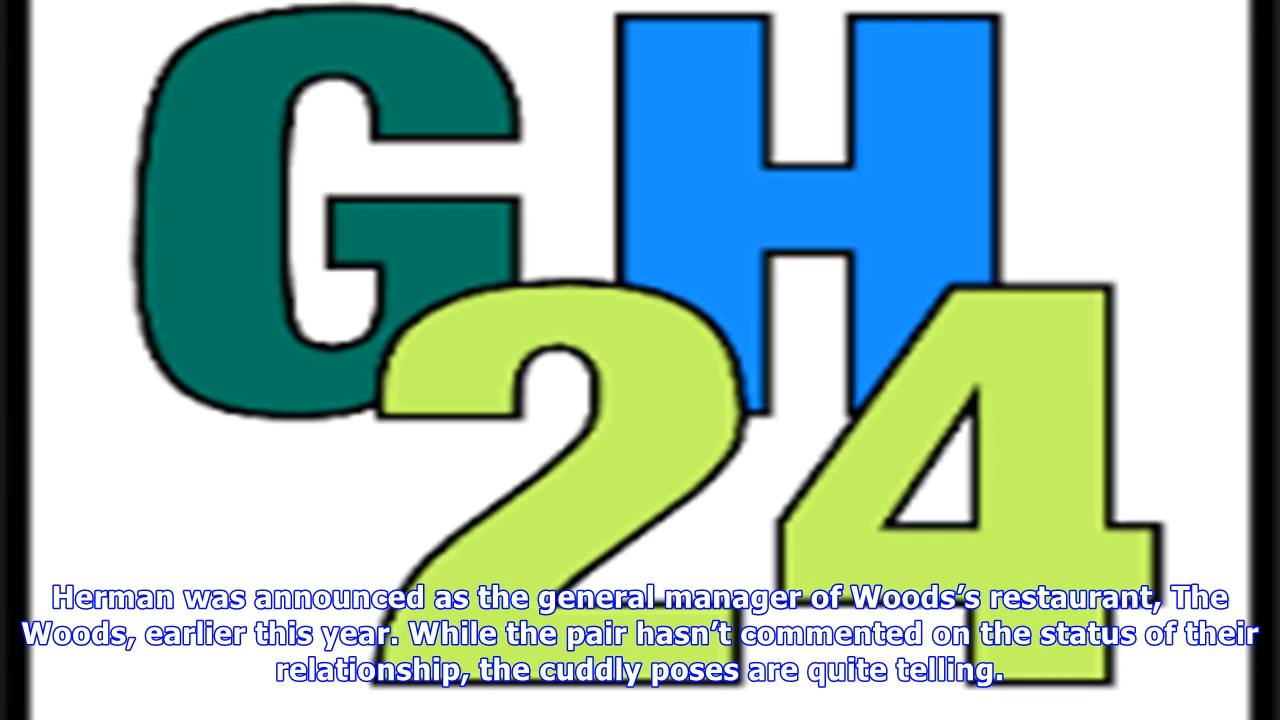 GH
24
Herman was announced as the general manager of Woods’s restaurant, The
Woods, earlier this year. While the pair hasn’t commented on the status of their
relationship, the cuddly poses are quite telling.